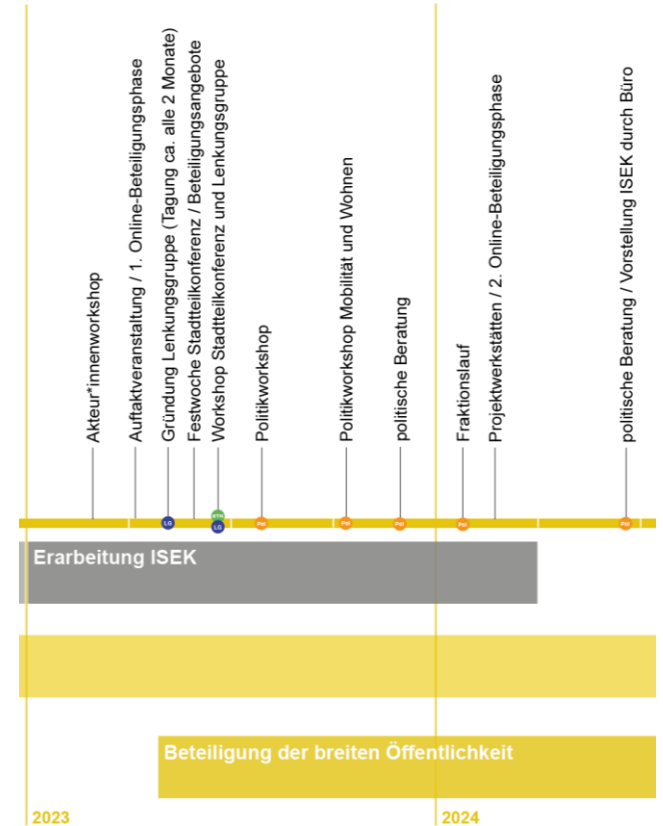 Akteur*innenworkshop
Auftaktveranstaltung / 1. Online-Beteiligungsphase
Gründung Lenkungsgruppe (Tagung ca. alle 2 Monate)
Festwoche Stadtteilkonferenz / Beteiligungsangebote
Workshop Stadtteilkonferenz und Lenkungsgruppe
Politikworkshop
Politikworkshop Mobilität und Wohnen
politische Beratung
Fraktionslauf
Projektwerkstätten / 2. Online-Beteiligungsphase
politische Beratung / Vorstellung ISEK durch Büro
LG
STK
LG
Pol
Pol
Pol
Pol
Pol
Erarbeitung ISEK
Beteiligung der breiten Öffentlichkeit
2023
2024